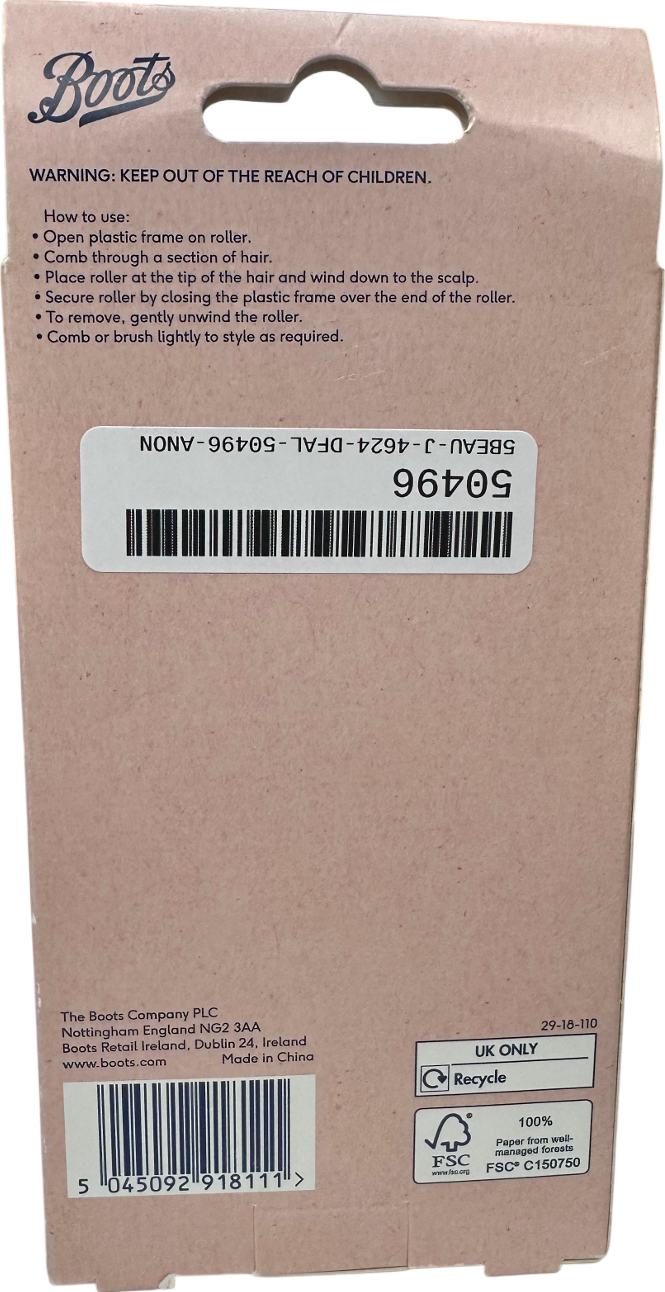 Boots
WARNING: KEEP OUT OF THE REACH OF CHILDREN.
How to use:
• Open plastic frame on roller.
• Comb through a section of hair.
• Place roller at the tip of the hair and wind down to the scalp.
• Secure roller by closing the plastic frame over the end of the roller.
• To remove, gently unwind the roller.
• Comb or brush lightly to style as required.
5BEAU-J-4624-DFAL-50496-ANON
50496
The Boots Company PLC
Nottingham England NG2 3AA
Boots Retail Ireland, Dublin 24, Ireland
www.boots.com Made in China
5 045092 918111 >
29-18-110
UK ONLY
Recycle
FSC®
www.fsc.org
100%
Paper from well-
managed forests
FSC® C150750